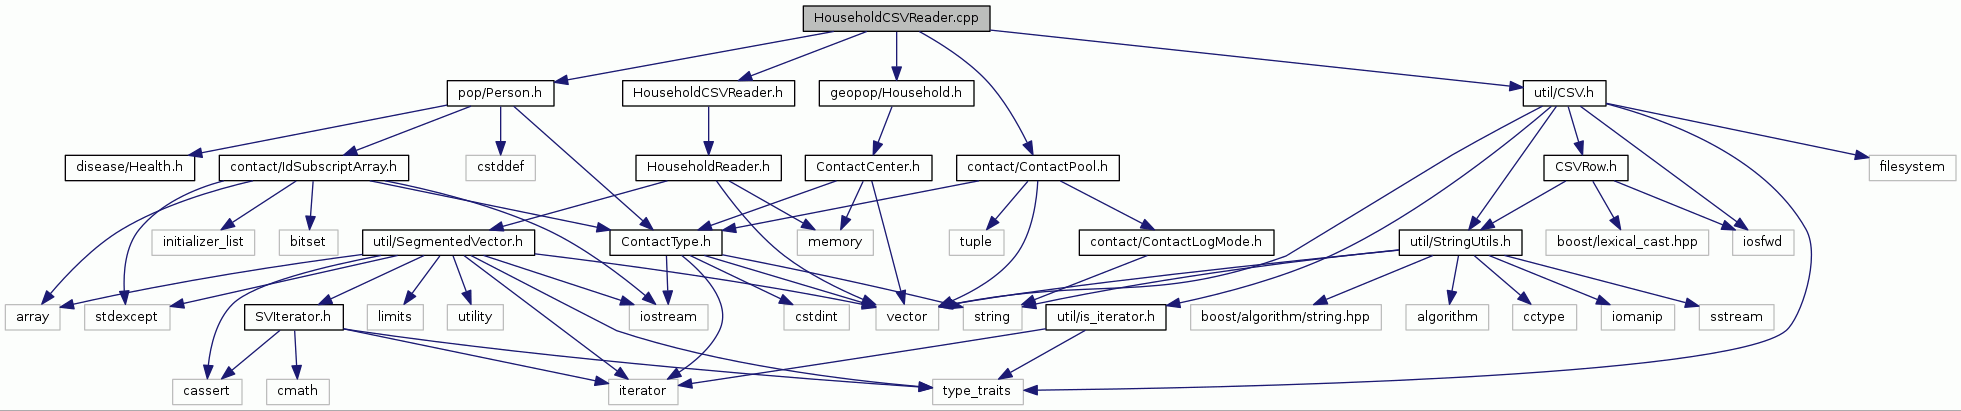 HouseholdCSVReader.cpp
pop/Person.h
HouseholdCSVReader.h
geopop/Household.h
util/CSV.h
disease/Health.h
contact/IdSubscriptArray.h
cstddef
HouseholdReader.h
ContactCenter.h
contact/ContactPool.h
CSVRow.h
filesystem
initializer_list
bitset
util/SegmentedVector.h
ContactType.h
memory
tuple
contact/ContactLogMode.h
util/StringUtils.h
boost/lexical_cast.hpp
iosfwd
array
stdexcept
SVIterator.h
limits
utility
iostream
cstdint
vector
string
util/is_iterator.h
boost/algorithm/string.hpp
algorithm
cctype
iomanip
sstream
cassert
cmath
iterator
type_traits